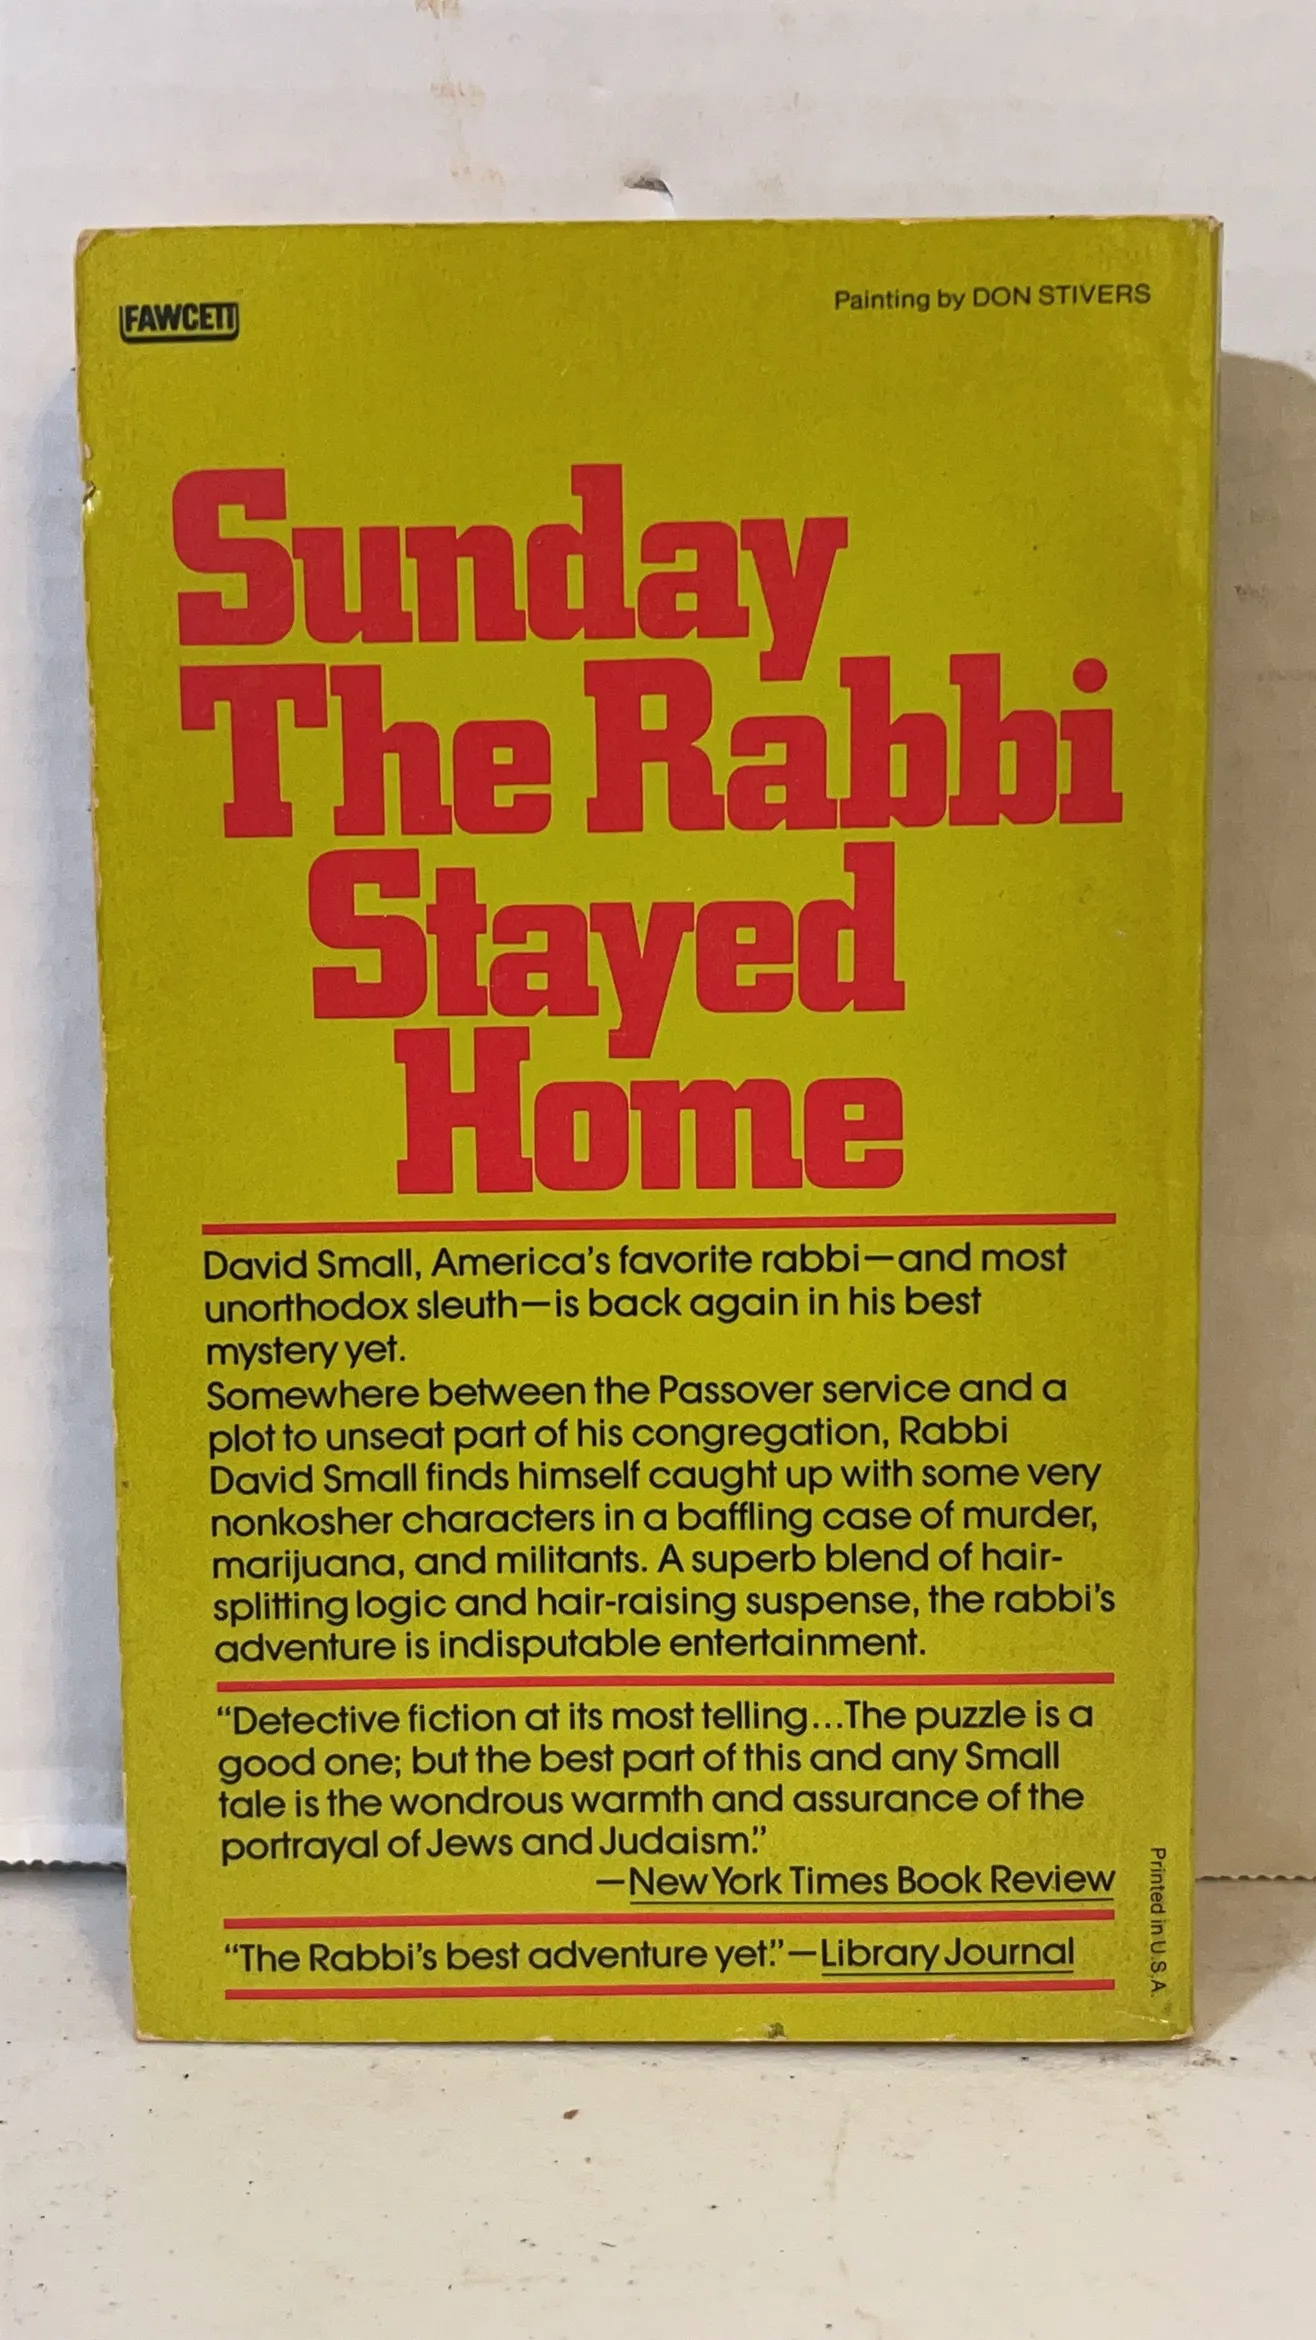 FAWCETT
Painting by DON STIVERS
Sunday
The Rabbi
Stayed
Home
David Small, America's favorite rabbi—and most
unorthodox sleuth—is back again in his best
mystery yet.
Somewhere between the Passover service and a
plot to unseat part of his congregation, Rabbi
David Small finds himself caught up with some very
nonkosher characters in a baffling case of murder,
marijuana, and militants. A superb blend of hair-
splitting logic and hair-raising suspense, the rabbi's
adventure is indisputable entertainment.
“Detective fiction at its most telling...The puzzle is a
good one; but the best part of this and any Small
tale is the wondrous warmth and assurance of the
portrayal of Jews and Judaism.”
—New York Times Book Review
“The Rabbi's best adventure yet.”—Library Journal
Printed in U.S.A.